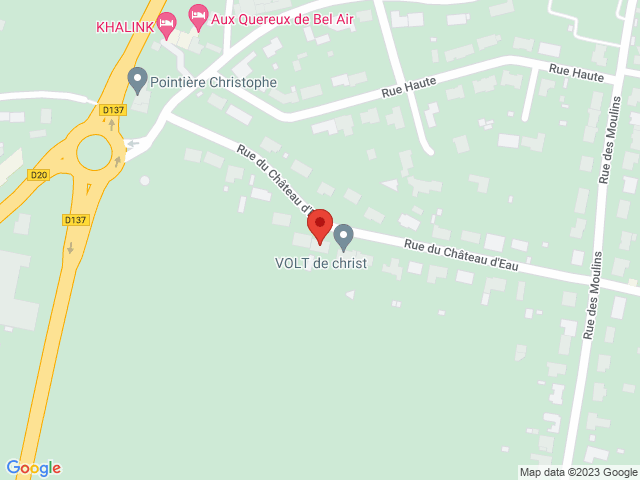 KHALINK
Aux Quereux de Bel Air
Pointière Christophe
Rue Haute
Rue Haute
D137
Rue des Moulins
Rue du Château d'
D20
D137
Rue du Château d'Eau
VOLT de christ
Rue des Moulins
Google
Map data ©2023 Google